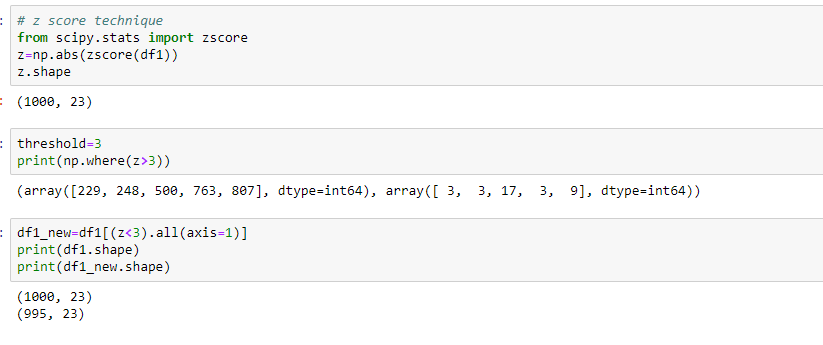 # z score technique
from scipy.stats import zscore
z=np.abs(zscore(df1))
z.shape
(1000, 23)
threshold=3
print(np.where(z>3))
(array([229, 248, 500, 763, 807], dtype=int64), array([ 3,  3, 17,  3,  9], dtype=int64))
df1_new=df1[(z<3).all(axis=1)]
print(df1.shape)
print(df1_new.shape)
(1000, 23)
(995, 23)